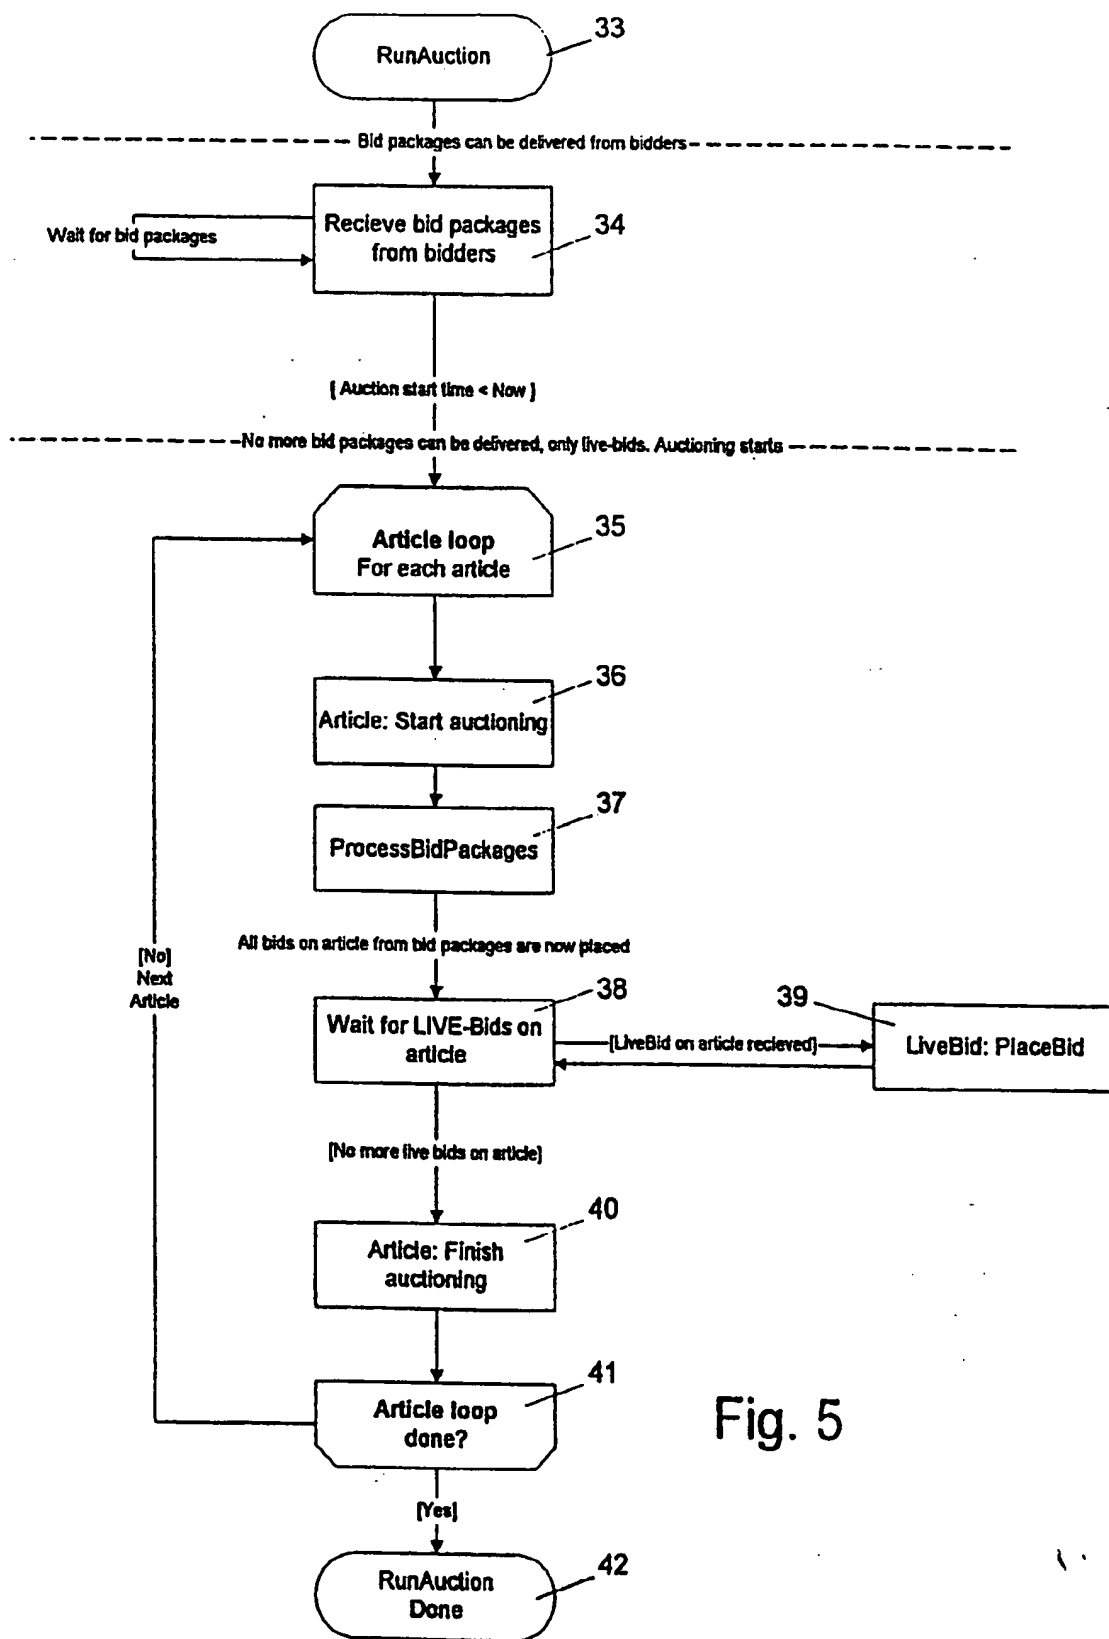 33
RunAuction
Bid packages can be delivered from bidders
Recieve bid packages
from bidders
34
Wait for bid packages
[ Auction start time < Now ]
No more bid packages can be delivered, only live-bids. Auctioning starts
35
Article loop
For each article
36
Article: Start auctioning
37
ProcessBidPackages
All bids on article from bid packages are now placed
[No]
Next
Article
38
Wait for LIVE-Bids on
article
[LiveBid on article recieved]
39
LiveBid: PlaceBid
[No more live bids on article]
40
Article: Finish
auctioning
41
Article loop
done?
Fig. 5
[Yes]
42
RunAuction
Done